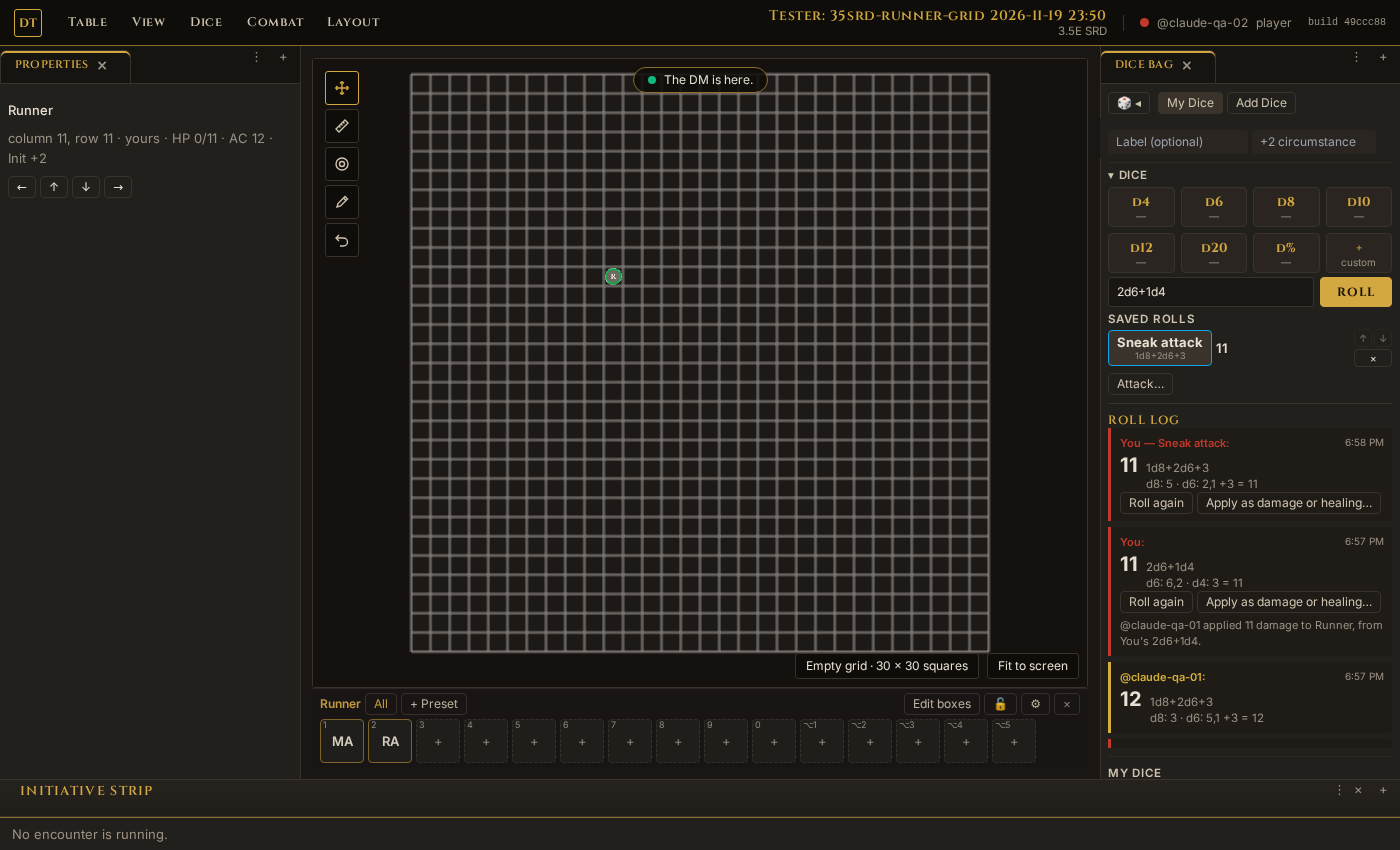 DT
TABLE
VIEW
DICE
COMBAT
LAYOUT
TESTER: 35SRD-RUNNER-GRID 2026-11-19 23:50
3.5E SRD
@claude-qa-02 player
build 49ccc88
PROPERTIES ×
⋮ +
Runner
column 11, row 11 · yours · HP 0/11 · AC 12 ·
Init +2
← ↑ ↓ →
The DM is here.
R
Empty grid · 30 × 30 squares
Fit to screen
Runner
All
+ Preset
Edit boxes
×
1 MA
2 RA
3 +
4 +
5 +
6 +
7 +
8 +
9 +
0 +
⌥1 +
⌥2 +
⌥3 +
⌥4 +
⌥5 +
DICE BAG ×
⋮ +
🎲 ◂
My Dice
Add Dice
Label (optional)
+2 circumstance
▾ DICE
D4 —
D6 —
D8 —
D10 —
D12 —
D20 —
D% —
+ custom
2d6+1d4
ROLL
SAVED ROLLS
Sneak attack
1d8+2d6+3
11
↑ ↓
×
Attack...
ROLL LOG
You — Sneak attack:
6:58 PM
11 1d8+2d6+3
d8: 5 · d6: 2,1 +3 = 11
Roll again
Apply as damage or healing...
You:
6:57 PM
11 2d6+1d4
d6: 6,2 · d4: 3 = 11
Roll again
Apply as damage or healing...
@claude-qa-01 applied 11 damage to Runner, from
You's 2d6+1d4.
@claude-qa-01:
6:57 PM
12 1d8+2d6+3
d8: 3 · d6: 5,1 +3 = 12
MY DICE
INITIATIVE STRIP
⋮ × +
No encounter is running.